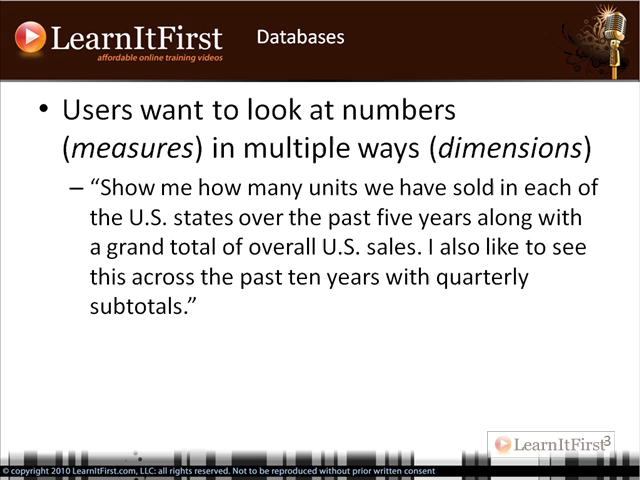 LearnItFirst
affordable online training videos
Databases
• Users want to look at numbers
(measures) in multiple ways (dimensions)
– “Show me how many units we have sold in each of
the U.S. states over the past five years along with
a grand total of overall U.S. sales. I also like to see
this across the past ten years with quarterly
subtotals.”
LearnItFirst
3
© copyright 2010 LearnItFirst.com, LLC: all rights reserved. Not to be reproduced without prior written consent